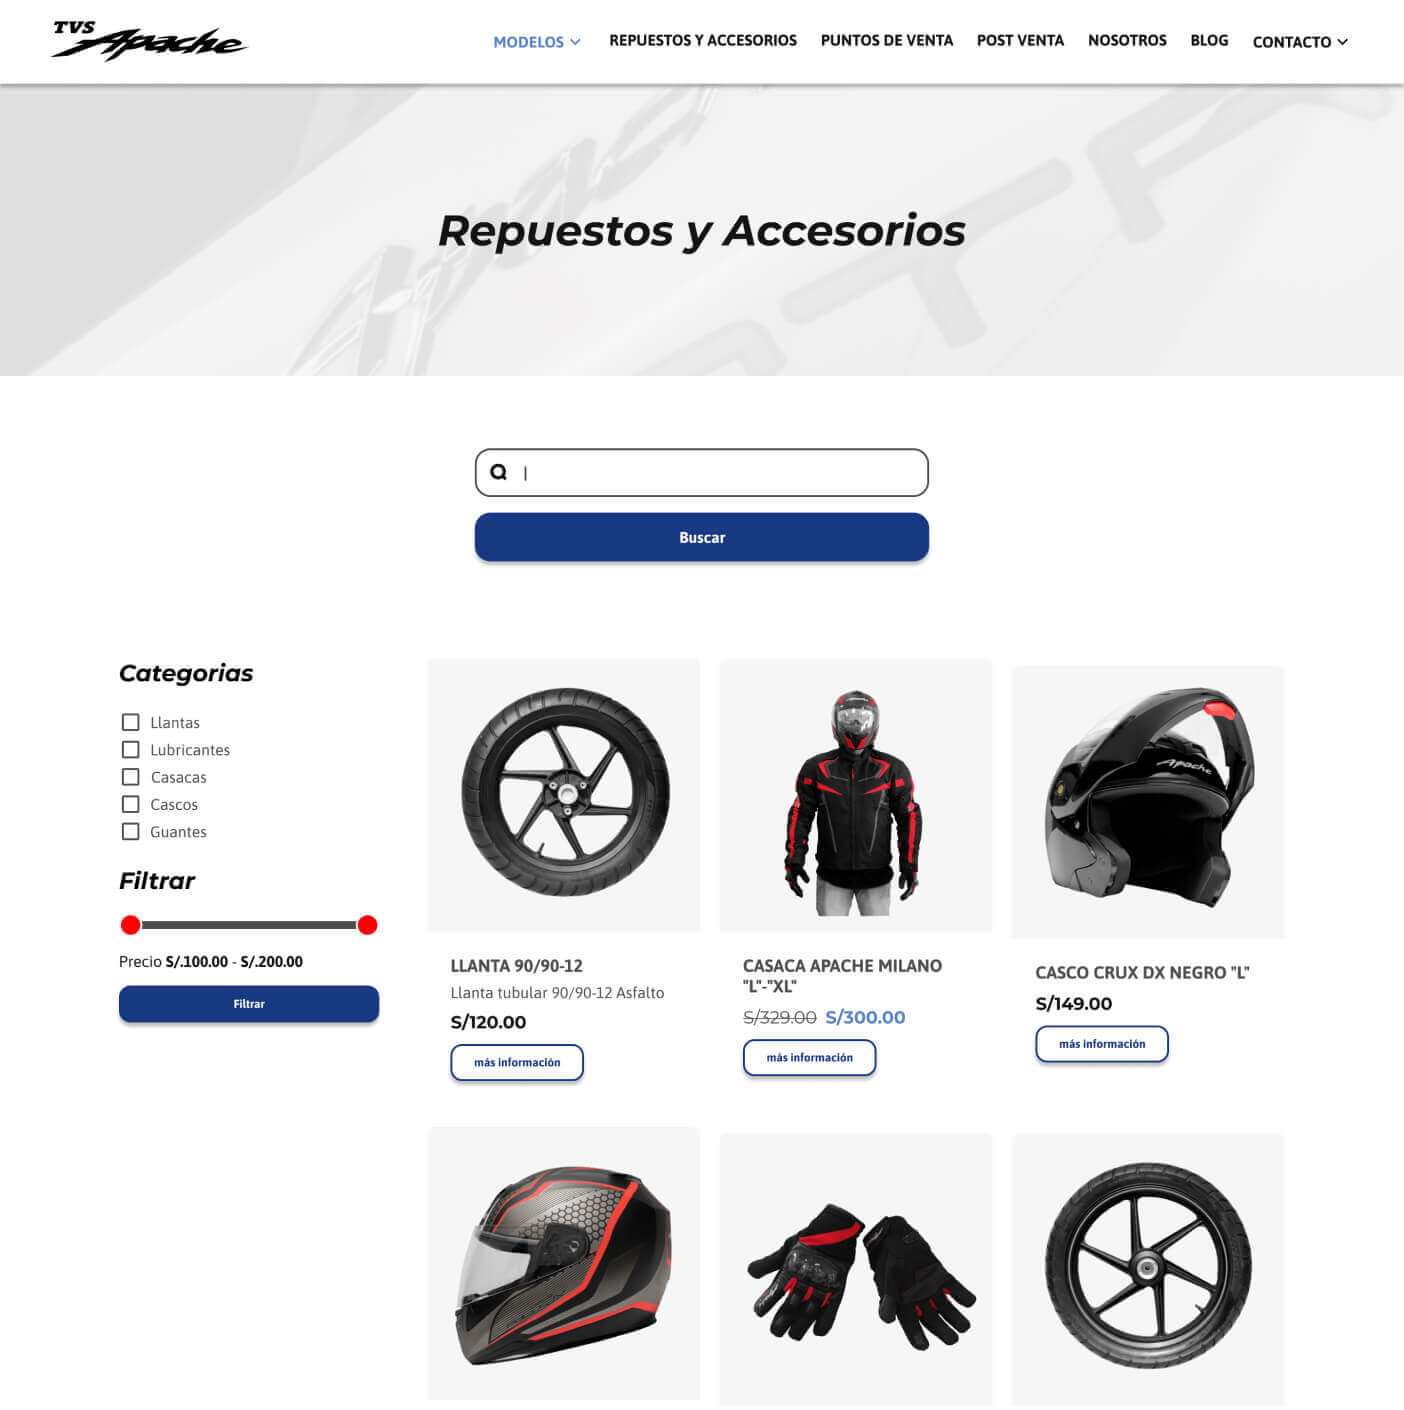 TVS
Apache
MODELOS
REPUESTOS Y ACCESORIOS
PUNTOS DE VENTA
POST VENTA
NOSOTROS
BLOG
CONTACTO
Repuestos y Accesorios
Buscar
Categorias
Llantas
Lubricantes
Casacas
Cascos
Guantes
Filtrar
Precio S/.100.00 - S/.200.00
Filtrar
LLANTA 90/90-12
Llanta tubular 90/90-12 Asfalto
S/120.00
más información
CASACA APACHE MILANO
"L"-"XL"
S/329.00 S/300.00
más información
Apache
CASCO CRUX DX NEGRO "L"
S/149.00
más información